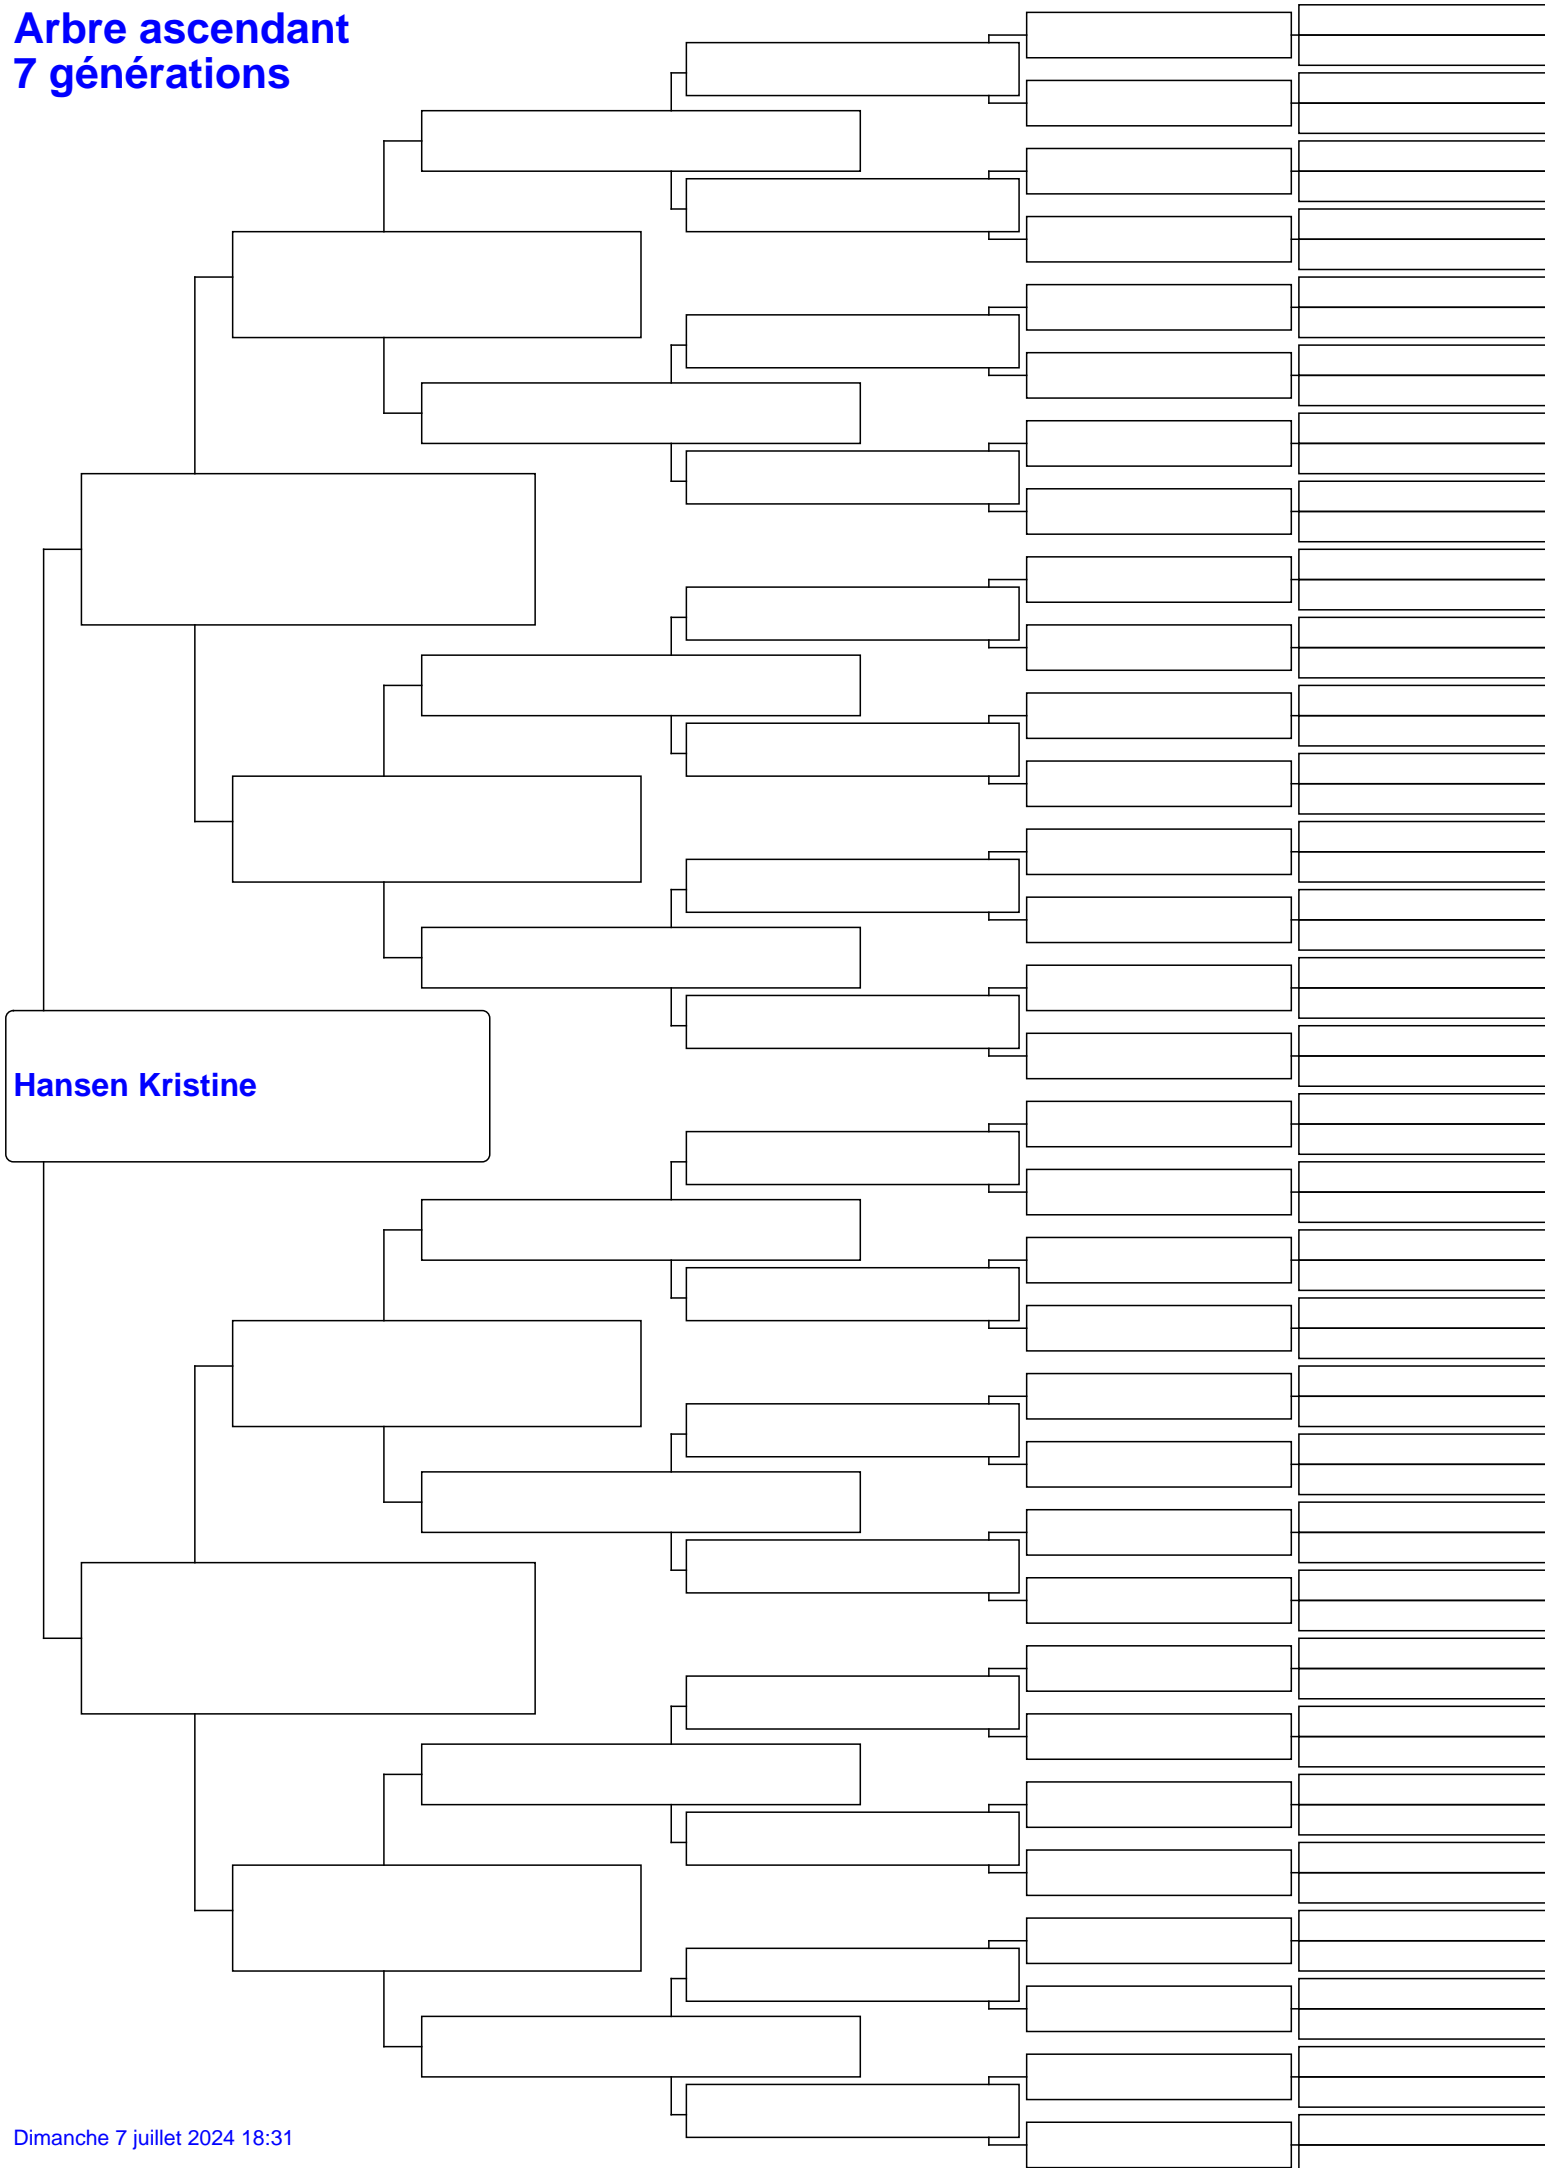 Arbre ascendant
7 générations
Hansen Kristine
Dimanche 7 juillet 2024 18:31